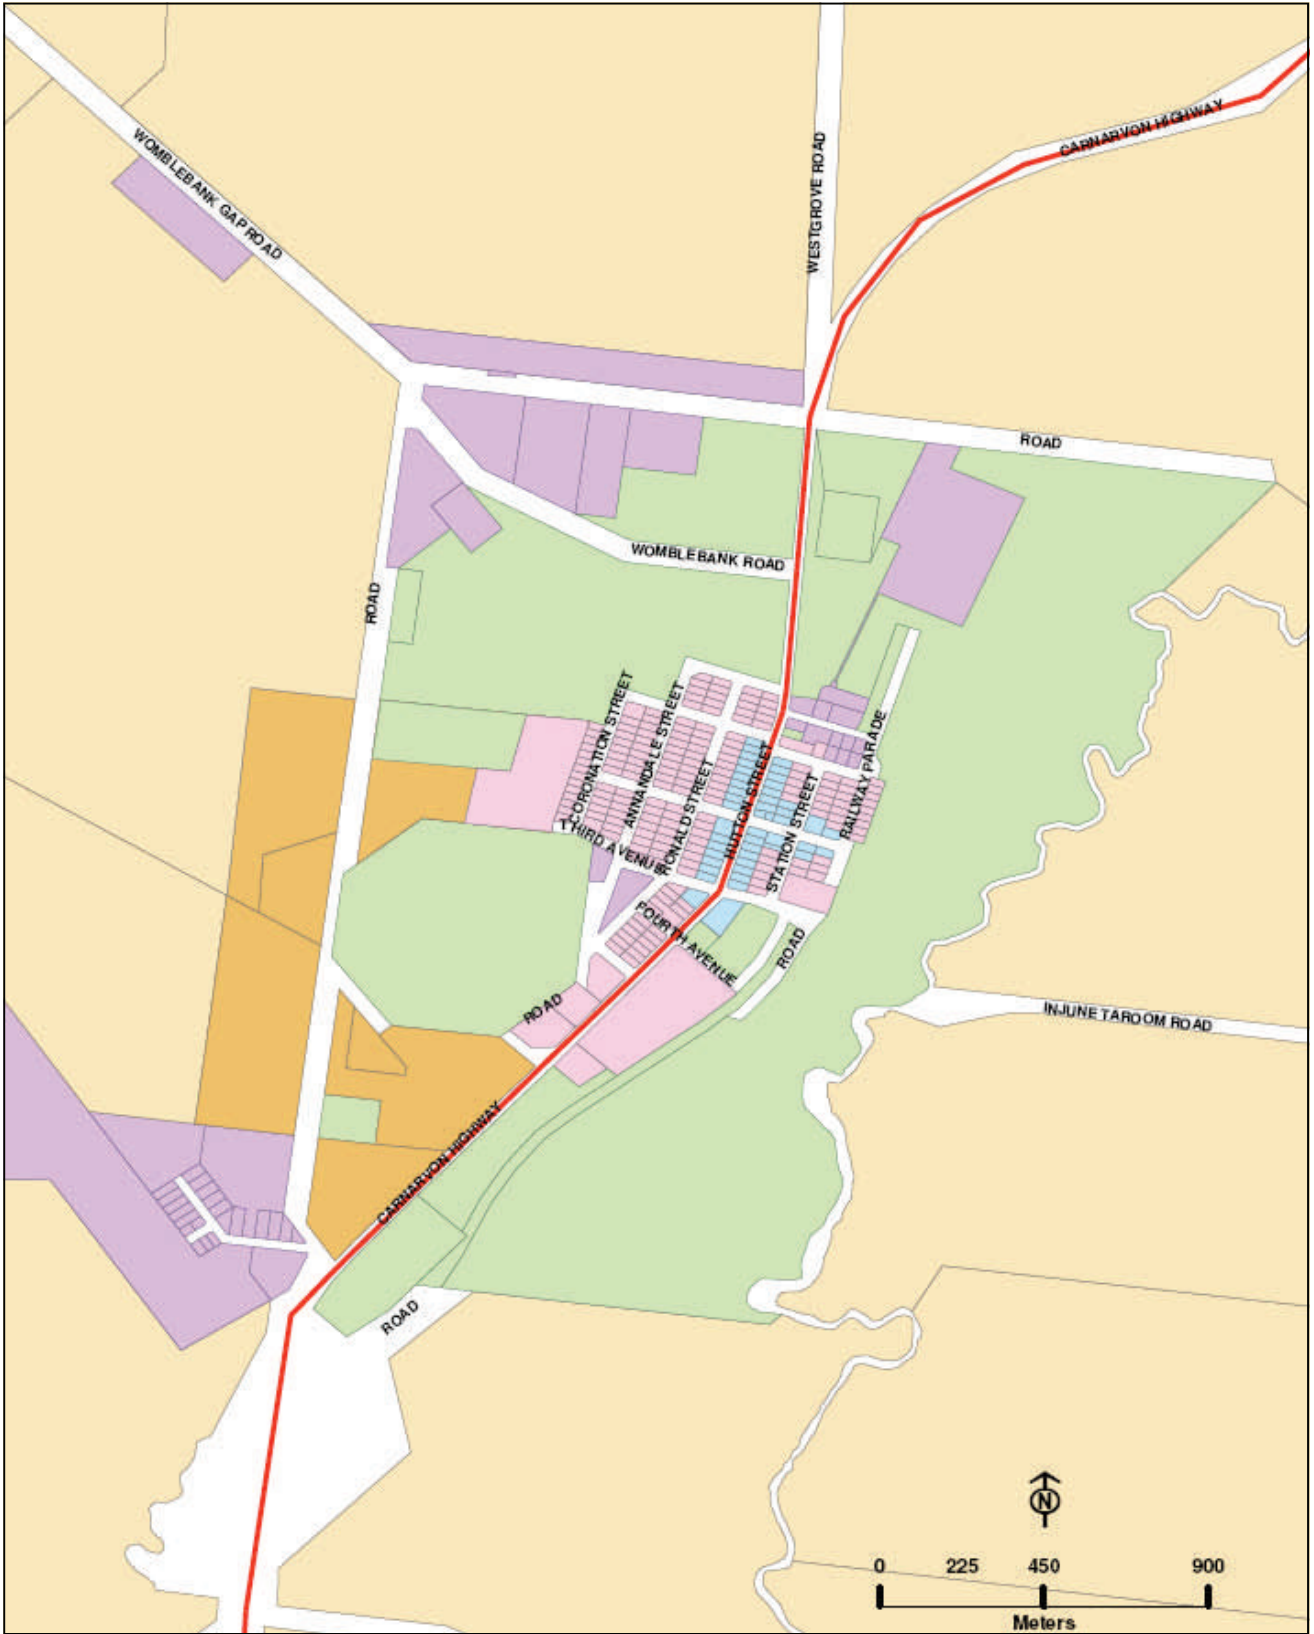 CARNARVON HIGHWAY
WOMBLEBANK GAP ROAD
WESTGROVE ROAD
ROAD
WOMBLEBANK ROAD
ROAD
CORONATION STREET
ANNANDALE STREET
RONALD STREET
HUTTON STREET
STATION STREET
RAILWAY PARADE
THIRD AVENUE
FOURTH AVENUE
ROAD
ROAD
INJUNE TAROOM ROAD
CARNARVON HIGHWAY
ROAD
N
0 225 450 900
Meters